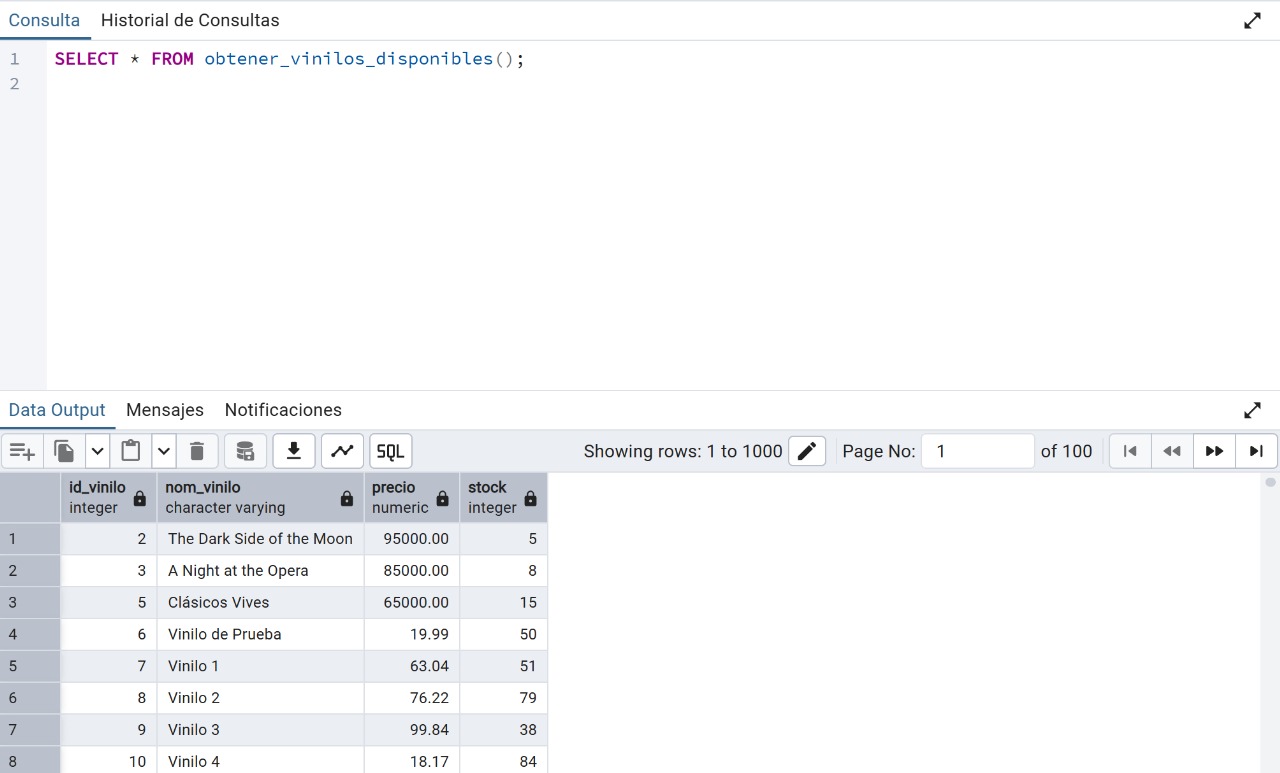 Consulta Historial de Consultas
1 SELECT * FROM obtener_vinilos_disponibles();
2
Data Output Mensajes Notificaciones
SQL Showing rows: 1 to 1000 Page No: 1 of 100
id_vinilo nom_vinilo precio stock
integer character varying numeric integer
1 2 The Dark Side of the Moon 95000.00 5
2 3 A Night at the Opera 85000.00 8
3 5 Clásicos Vives 65000.00 15
4 6 Vinilo de Prueba 19.99 50
5 7 Vinilo 1 63.04 51
6 8 Vinilo 2 76.22 79
7 9 Vinilo 3 99.84 38
8 10 Vinilo 4 18.17 84